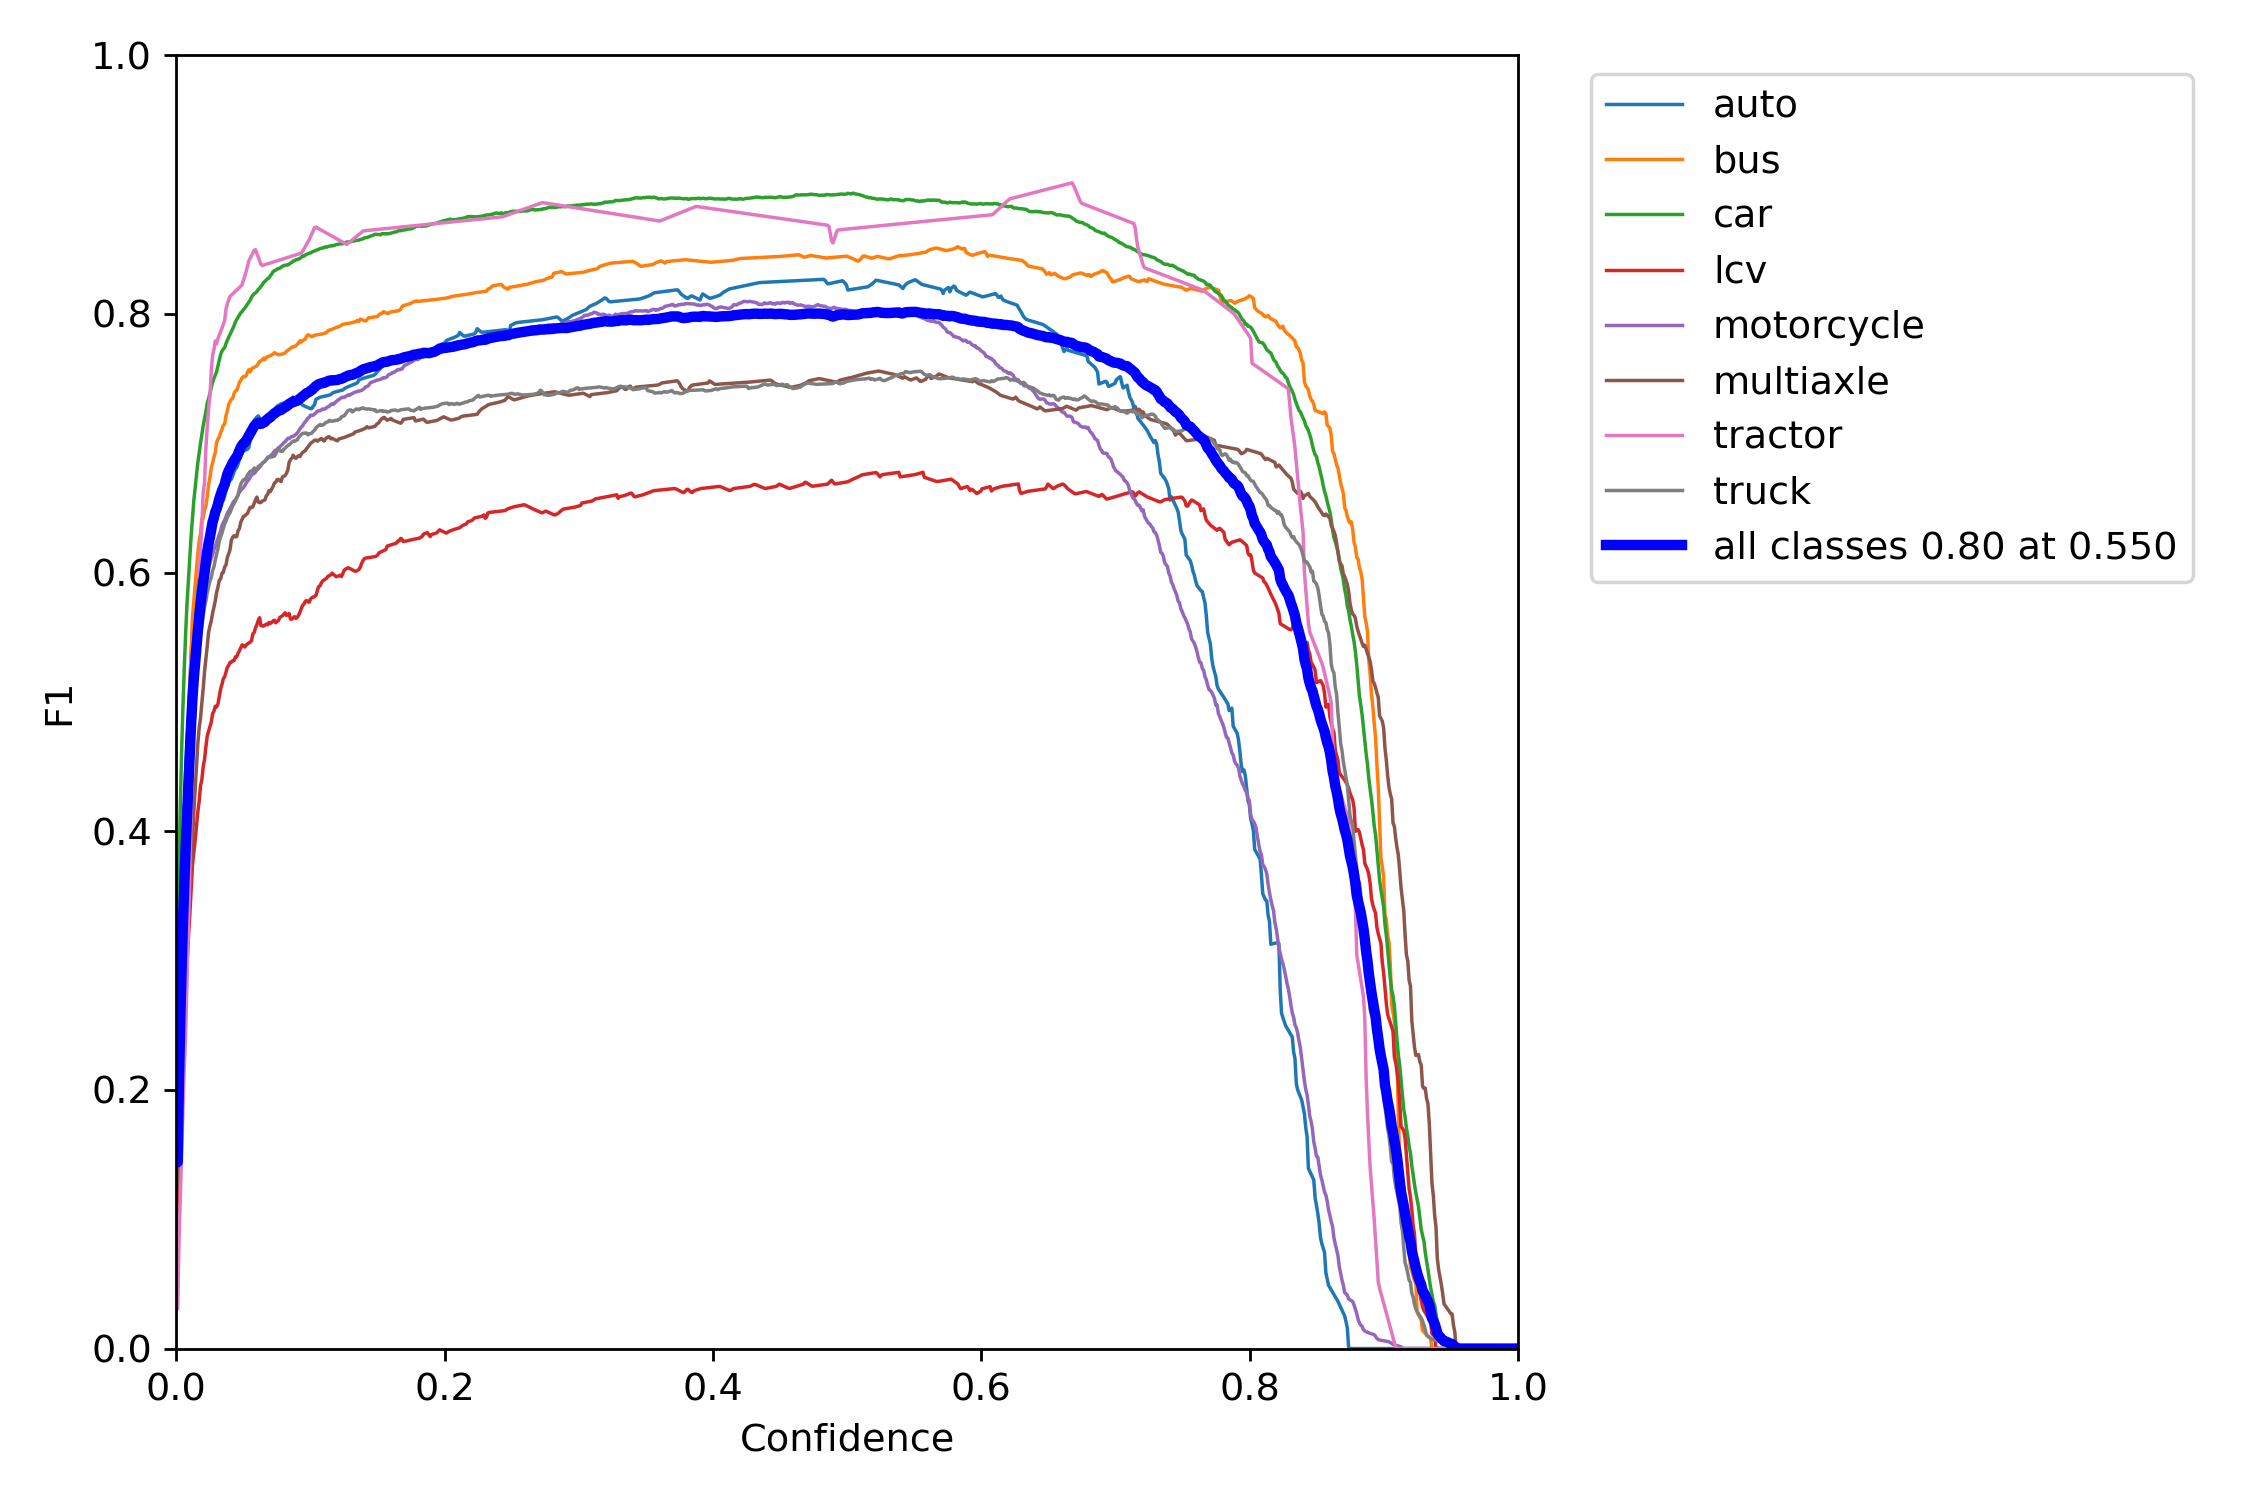 1.0
0.8
0.6
0.4
0.2
0.0
F1
0.0 0.2 0.4 0.6 0.8 1.0
Confidence
auto
bus
car
lcv
motorcycle
multiaxle
tractor
truck
all classes 0.80 at 0.550